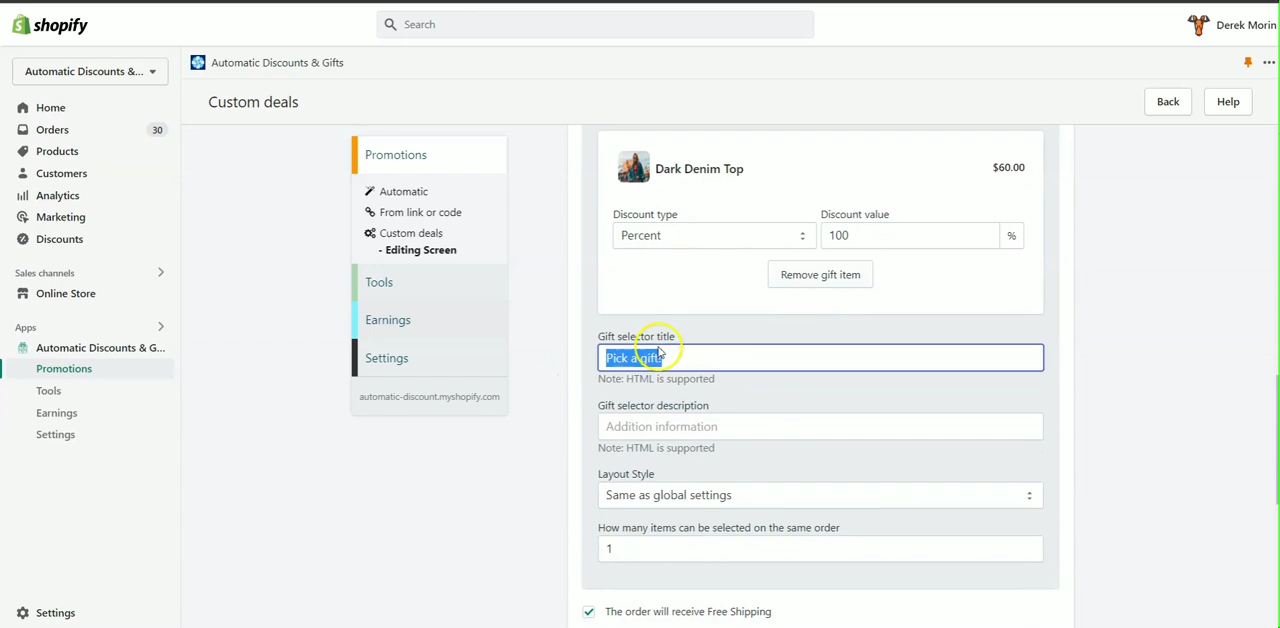 shopify
Search
Derek Morin
Automatic Discounts &...
Automatic Discounts & Gifts
Custom deals
Back
Help
Home
Orders
30
Products
Customers
Analytics
Marketing
Discounts
Sales channels
Online Store
Apps
Automatic Discounts & G...
Promotions
Tools
Earnings
Settings
Settings
Promotions
Automatic
From link or code
Custom deals
- Editing Screen
Tools
Earnings
Settings
automatic-discount.myshopify.com
Dark Denim Top
$60.00
Discount type
Discount value
Percent
100
%
Remove gift item
Gift selector title
Pick a gift!
Note: HTML is supported
Gift selector description
Addition information
Note: HTML is supported
Layout Style
Same as global settings
How many items can be selected on the same order
1
The order will receive Free Shipping